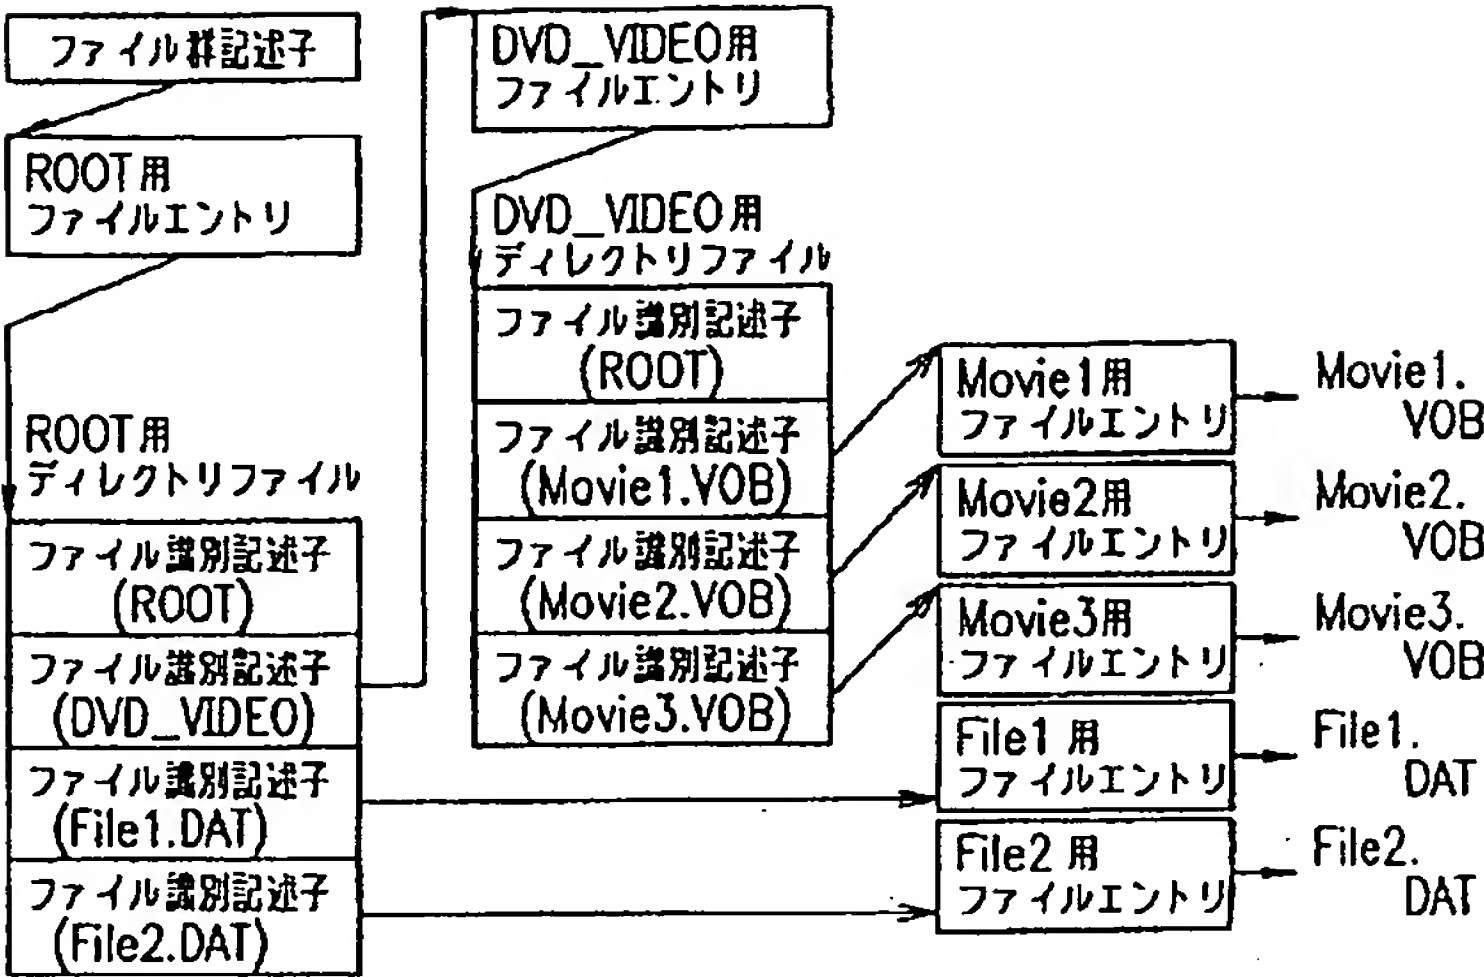 ファイル群記述子
ROOT用
ファイルエントリ
ROOT用
ディレクトリファイル
ファイル識別記述子
(ROOT)
ファイル識別記述子
(DVD_VIDEO)
ファイル識別記述子
(File1.DAT)
ファイル識別記述子
(File2.DAT)
DVD_VIDEO用
ファイルエントリ
DVD_VIDEO用
ディレクトリファイル
ファイル識別記述子
(ROOT)
ファイル識別記述子
(Movie1.VOB)
ファイル識別記述子
(Movie2.VOB)
ファイル識別記述子
(Movie3.VOB)
Movie1用
ファイルエントリ
Movie1.
VOB
Movie2用
ファイルエントリ
Movie2.
VOB
Movie3用
ファイルエントリ
Movie3.
VOB
File1用
ファイルエントリ
File1.
DAT
File2用
ファイルエントリ
File2.
DAT